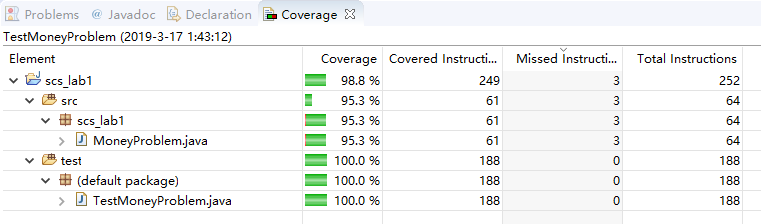 Problems @ Javadoc Declaration Coverage
TestMoneyProblem (2019-3-17 1:43:12)
Element Coverage Covered Instructi... Missed Instructi... Total Instructions
scs_lab1 98.8 % 249 3 252
src 95.3 % 61 3 64
scs_lab1 95.3 % 61 3 64
MoneyProblem.java 95.3 % 61 3 64
test 100.0 % 188 0 188
(default package) 100.0 % 188 0 188
TestMoneyProblem.java 100.0 % 188 0 188